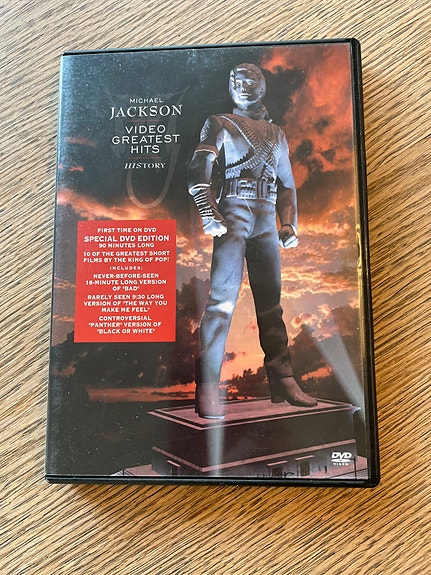 MICHAEL
JACKSON
VIDEO
GREATEST
HITS
HISTORY
FIRST TIME ON DVD
SPECIAL DVD EDITION
90 MINUTES LONG
10 OF THE GREATEST SHORT
FILMS BY THE KING OF POP!
INCLUDES:
NEVER-BEFORE-SEEN
18-MINUTE LONG VERSION
OF "BAD"
RARELY SEEN 9:30 LONG
VERSION OF "THE WAY YOU
MAKE ME FEEL"
CONTROVERSIAL
"PANTHER" VERSION OF
"BLACK OR WHITE"
DVD
VIDEO